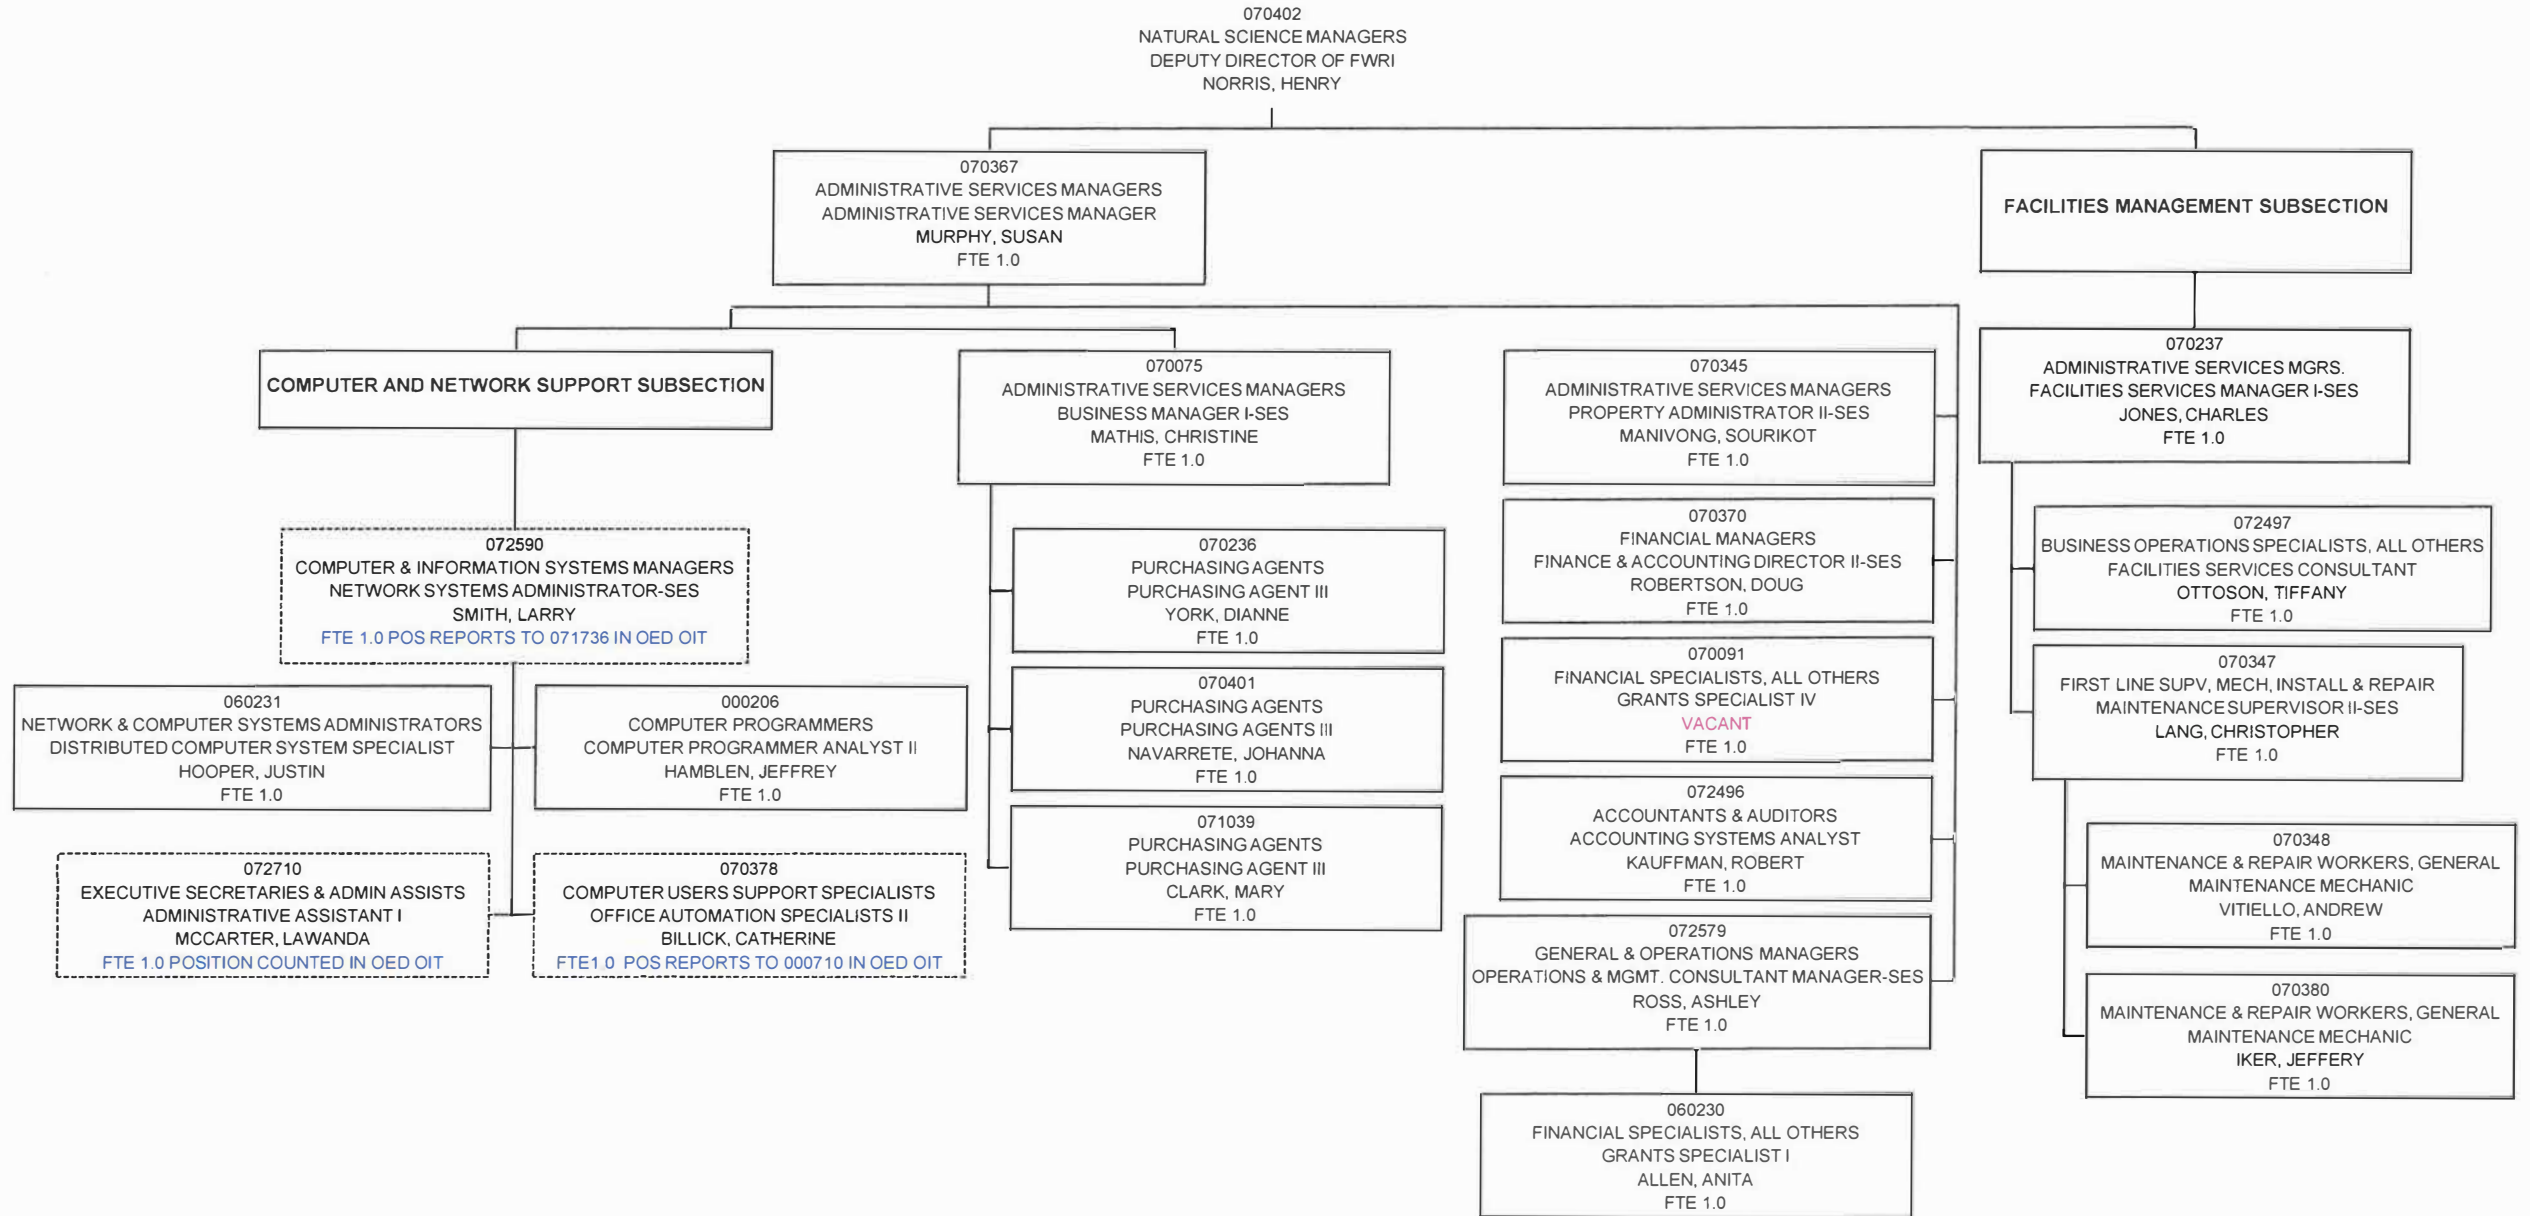 070402
NATURAL SCIENCE MANAGERS
DEPUTY DIRECTOR OF FWRI
NORRIS, HENRY
070367
ADMINISTRATIVE SERVICES MANAGERS
ADMINISTRATIVE SERVICES MANAGER
MURPHY, SUSAN
FTE 1.0
FACILITIES MANAGEMENT SUBSECTION
COMPUTER AND NETWORK SUPPORT SUBSECTION
072590
COMPUTER & INFORMATION SYSTEMS MANAGERS
NETWORK SYSTEMS ADMINISTRATOR-SES
SMITH, LARRY
FTE 1.0 POS REPORTS TO 071736 IN OED OIT
060231
NETWORK & COMPUTER SYSTEMS ADMINISTRATORS
DISTRIBUTED COMPUTER SYSTEM SPECIALIST
HOOPER, JUSTIN
FTE 1.0
000206
COMPUTER PROGRAMMERS
COMPUTER PROGRAMMER ANALYST II
HAMBLEN, JEFFREY
FTE 1.0
072710
EXECUTIVE SECRETARIES & ADMIN ASSISTS
ADMINISTRATIVE ASSISTANT I
MCCARTER, LAWANDA
FTE 1.0 POSITION COUNTED IN OED OIT
070378
COMPUTER USERS SUPPORT SPECIALISTS
OFFICE AUTOMATION SPECIALISTS II
BILLICK, CATHERINE
FTE1.0 POS REPORTS TO 000710 IN OED OIT
070075
ADMINISTRATIVE SERVICES MANAGERS
BUSINESS MANAGER I-SES
MATHIS, CHRISTINE
FTE 1.0
070236
PURCHASING AGENTS
PURCHASING AGENT III
YORK, DIANNE
FTE 1.0
070401
PURCHASING AGENTS
PURCHASING AGENTS III
NAVARRETE, JOHANNA
FTE 1.0
071039
PURCHASING AGENTS
PURCHASING AGENT III
CLARK, MARY
FTE 1.0
070345
ADMINISTRATIVE SERVICES MANAGERS
PROPERTY ADMINISTRATOR II-SES
MANIVONG, SOURIKOT
FTE 1.0
070370
FINANCIAL MANAGERS
FINANCE & ACCOUNTING DIRECTOR II-SES
ROBERTSON, DOUG
FTE 1.0
070091
FINANCIAL SPECIALISTS, ALL OTHERS
GRANTS SPECIALIST IV
VACANT
FTE 1.0
072496
ACCOUNTANTS & AUDITORS
ACCOUNTING SYSTEMS ANALYST
KAUFFMAN, ROBERT
FTE 1.0
072579
GENERAL & OPERATIONS MANAGERS
OPERATIONS & MGMT. CONSULTANT MANAGER-SES
ROSS, ASHLEY
FTE 1.0
060230
FINANCIAL SPECIALISTS, ALL OTHERS
GRANTS SPECIALIST I
ALLEN, ANITA
FTE 1.0
070237
ADMINISTRATIVE SERVICES MGRS.
FACILITIES SERVICES MANAGER I-SES
JONES, CHARLES
FTE 1.0
072497
BUSINESS OPERATIONS SPECIALISTS, ALL OTHERS
FACILITIES SERVICES CONSULTANT
OTTOSON, TIFFANY
FTE 1.0
070347
FIRST LINE SUPV, MECH, INSTALL & REPAIR
MAINTENANCE SUPERVISOR II-SES
LANG, CHRISTOPHER
FTE 1.0
070348
MAINTENANCE & REPAIR WORKERS, GENERAL
MAINTENANCE MECHANIC
VITIELLO, ANDREW
FTE 1.0
070380
MAINTENANCE & REPAIR WORKERS, GENERAL
MAINTENANCE MECHANIC
IKER, JEFFERY
FTE 1.0